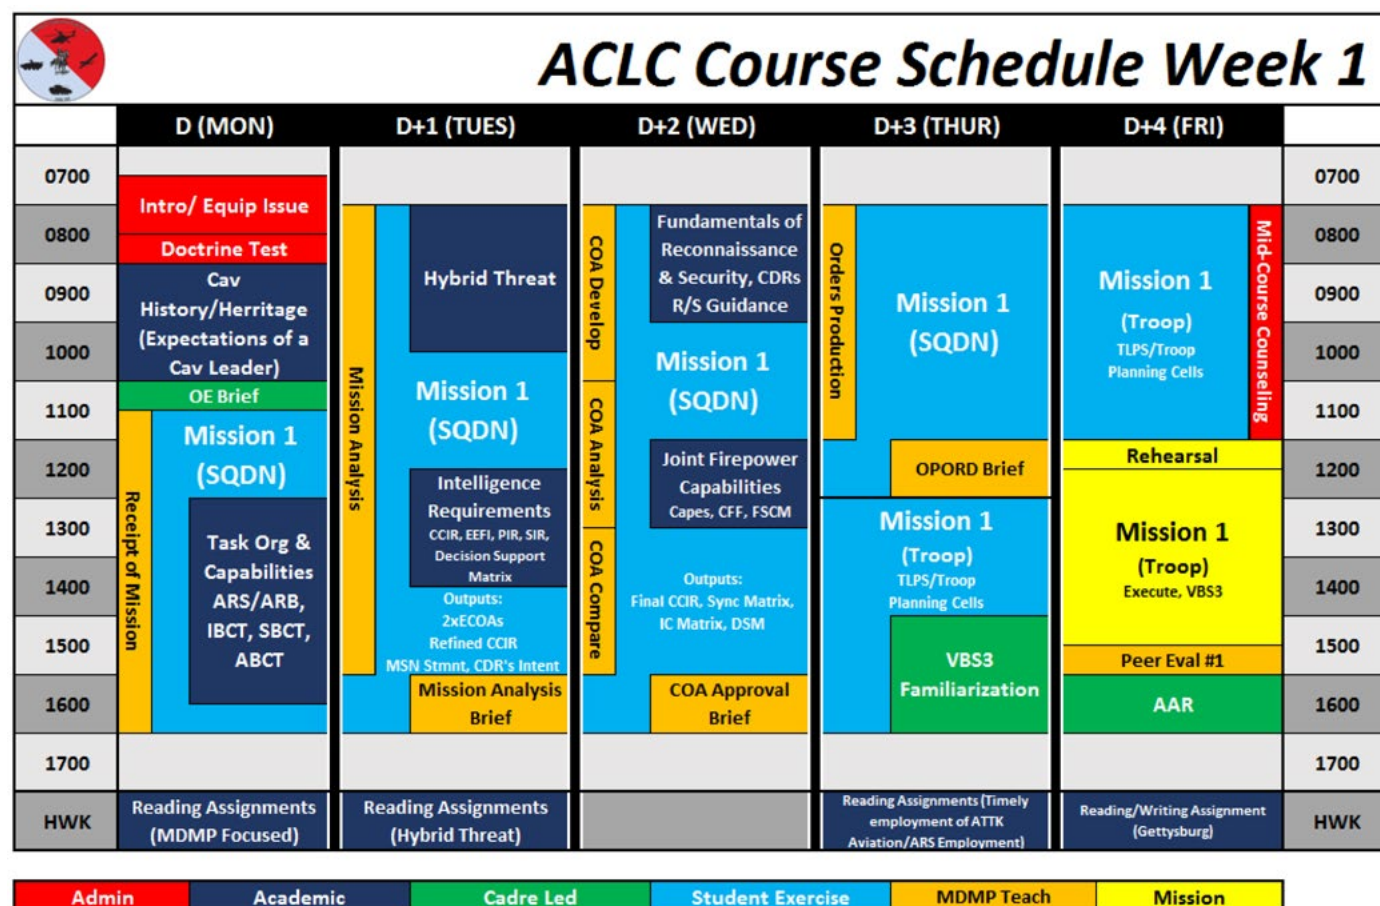 ACLC Course Schedule Week 1
D (MON)
D+1 (TUES)
D+2 (WED)
D+3 (THUR)
D+4 (FRI)
0700
0800
0900
1000
1100
1200
1300
1400
1500
1600
1700
HWK
Intro/ Equip Issue
Doctrine Test
Cav
History/Herritage
(Expectations of a
Cav Leader)
OE Brief
Receipt of Mission
Mission 1
(SQDN)
Task Org &
Capabilities
ARS/ARB,
IBCT, SBCT,
ABCT
Reading Assignments
(MDMP Focused)
Mission Analysis
Hybrid Threat
Mission 1
(SQDN)
Intelligence
Requirements
CCIR, EEFI, PIR, SIR,
Decision Support
Matrix
Outputs:
2xECOAs
Refined CCIR
MSN Stmnt, CDR's Intent
Mission Analysis
Brief
Reading Assignments
(Hybrid Threat)
COA Develop
COA Analysis
COA Compare
Fundamentals of
Reconnaissance
& Security, CDRs
R/S Guidance
Mission 1
(SQDN)
Joint Firepower
Capabilities
Capes, CFF, FSCM
Outputs:
Final CCIR, Sync Matrix,
IC Matrix, DSM
COA Approval
Brief
Orders Production
Mission 1
(SQDN)
OPORD Brief
Mission 1
(Troop)
TLPS/Troop
Planning Cells
VBS3
Familiarization
Reading Assignments (Timely
employment of ATTK
Aviation/ARS Employment)
Mission 1
(Troop)
TLPS/Troop
Planning Cells
Mid-Course Counseling
Rehearsal
Mission 1
(Troop)
Execute, VBS3
Peer Eval #1
AAR
Reading/Writing Assignment
(Gettysburg)
0700
0800
0900
1000
1100
1200
1300
1400
1500
1600
1700
HWK
Admin
Academic
Cadre Led
Student Exercise
MDMP Teach
Mission